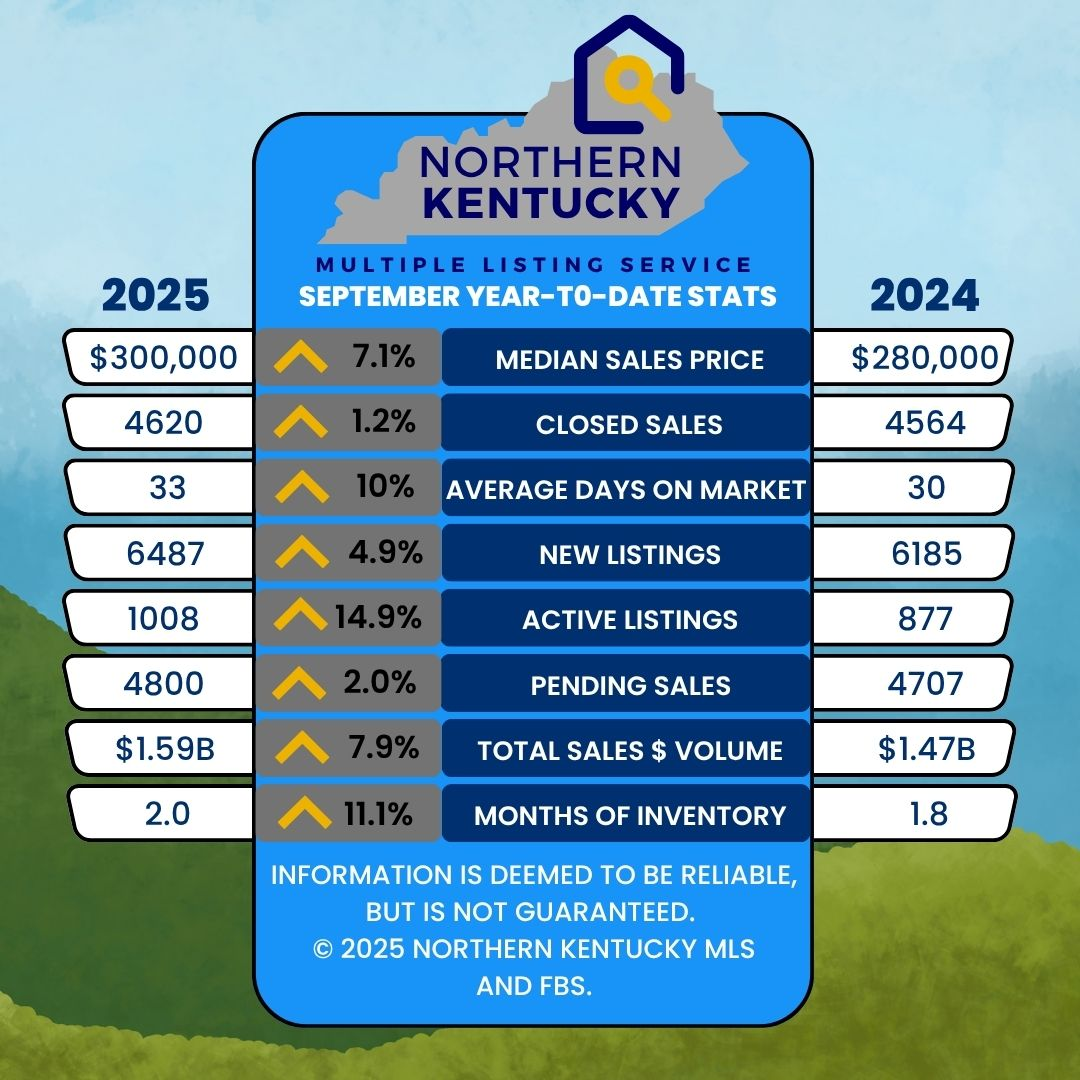 NORTHERN
KENTUCKY
MULTIPLE LISTING SERVICE
2025 SEPTEMBER YEAR-T0-DATE STATS 2024
$300,000 7.1% MEDIAN SALES PRICE $280,000
4620 1.2% CLOSED SALES 4564
33 10% AVERAGE DAYS ON MARKET 30
6487 4.9% NEW LISTINGS 6185
1008 14.9% ACTIVE LISTINGS 877
4800 2.0% PENDING SALES 4707
$1.59B 7.9% TOTAL SALES $ VOLUME $1.47B
2.0 11.1% MONTHS OF INVENTORY 1.8
INFORMATION IS DEEMED TO BE RELIABLE,
BUT IS NOT GUARANTEED.
© 2025 NORTHERN KENTUCKY MLS
AND FBS.